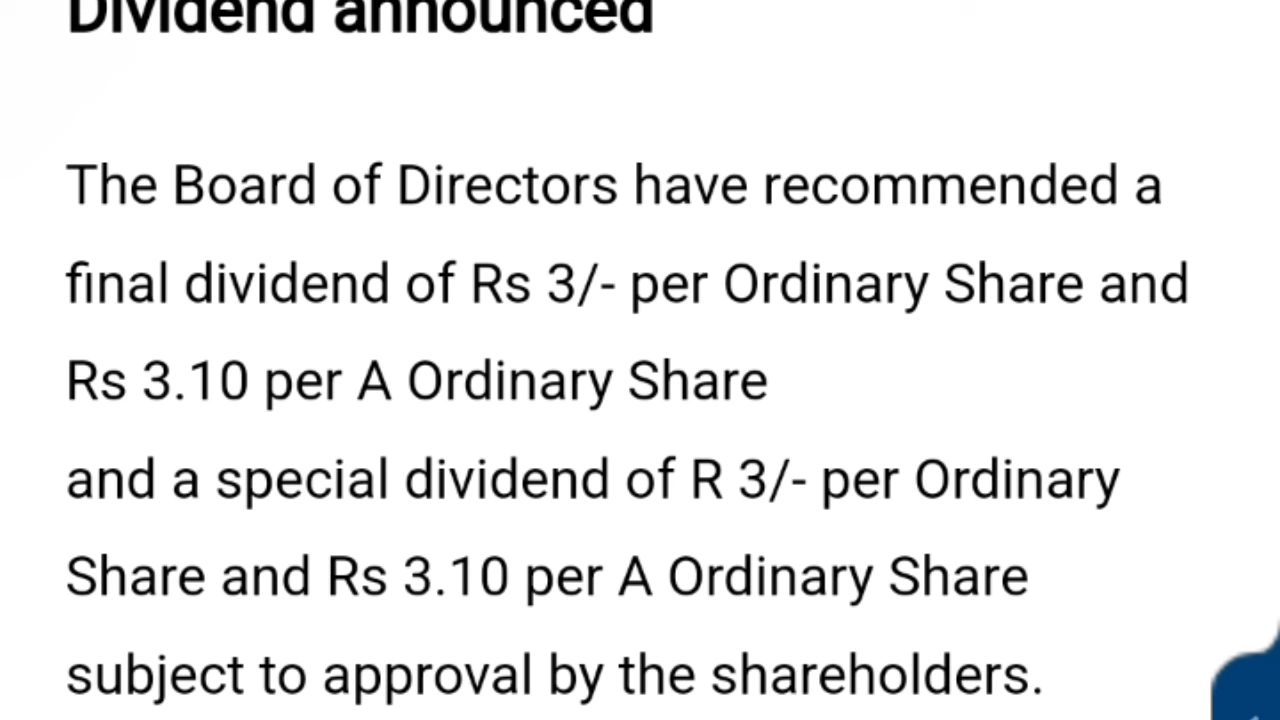 Dividend announced
The Board of Directors have recommended a
final dividend of Rs 3/- per Ordinary Share and
Rs 3.10 per A Ordinary Share
and a special dividend of R 3/- per Ordinary
Share and Rs 3.10 per A Ordinary Share
subject to approval by the shareholders.